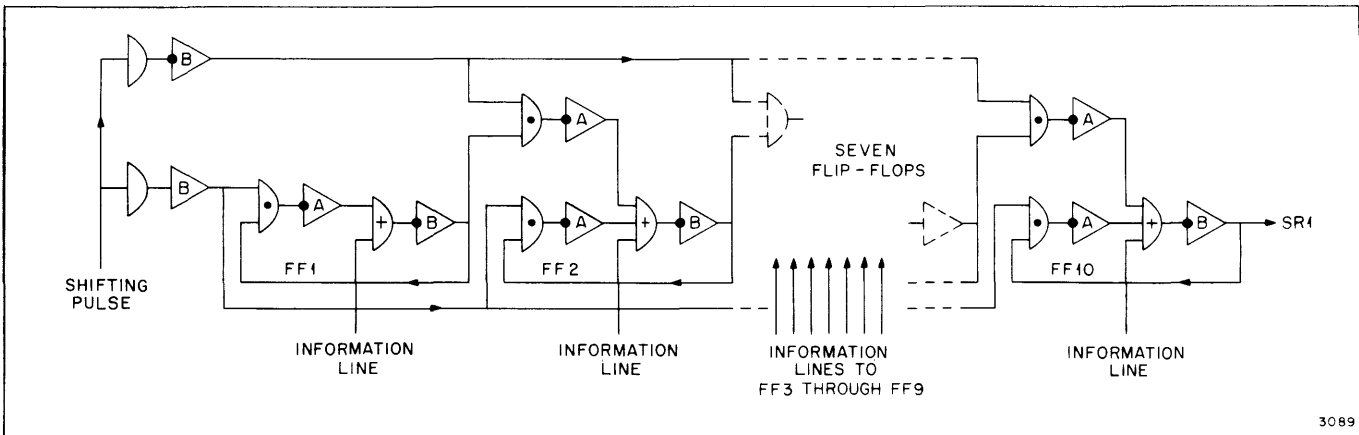 B
A
A
SEVEN
FLIP-FLOPS
B
A
+
B
A
+
B
A
+
B
SR1
FF1
FF2
FF10
SHIFTING
PULSE
INFORMATION
LINE
INFORMATION
LINE
INFORMATION
LINES TO
FF3 THROUGH FF9
INFORMATION
LINE
3089